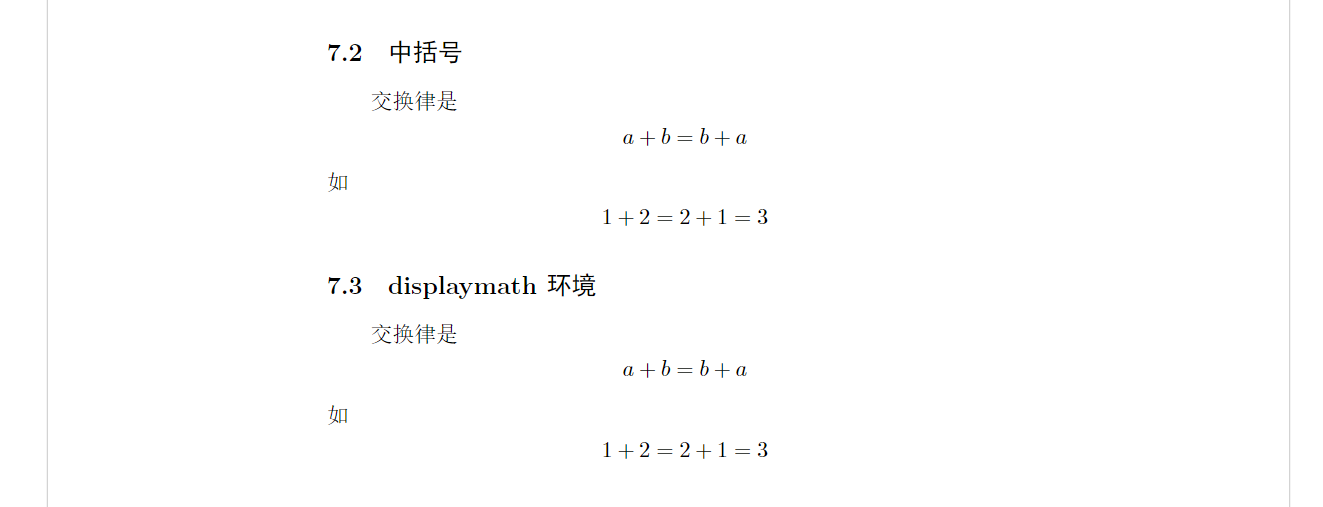 7.2 中括号
交换律是
a + b = b + a
如
1 + 2 = 2 + 1 = 3
7.3 displaymath 环境
交换律是
a + b = b + a
如
1 + 2 = 2 + 1 = 3